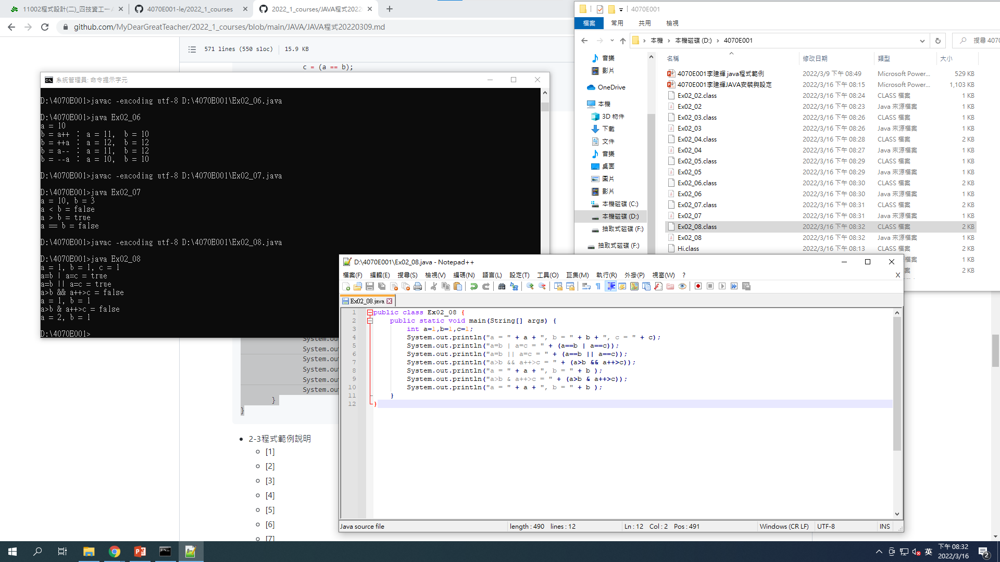 11002程式設計(二)_四技資工一
4070E001-le/2022_1_courses
2022_1_courses/JAVA程式2022
github.com/MyDearGreatTeacher/2022_1_courses/blob/main/JAVA/JAVA程式20220309.md
571 lines (550 sloc)
15.9 KB
c = (a == b);
系統管理員: 命令提示字元
D:\4070E001>javac -encoding utf-8 D:\4070E001\Ex02_06.java
D:\4070E001>java Ex02_06
a = 10
b = a++ : a = 11,  b = 10
b = ++a : a = 12,  b = 12
b = a-- : a = 11,  b = 12
b = --a : a = 10,  b = 10
D:\4070E001>javac -encoding utf-8 D:\4070E001\Ex02_07.java
D:\4070E001>java Ex02_07
a = 10, b = 3
a < b = false
a > b = true
a == b = false
D:\4070E001>javac -encoding utf-8 D:\4070E001\Ex02_08.java
D:\4070E001>java Ex02_08
a = 1, b = 1, c = 1
a=b | a=c = true
a=b || a=c = true
a>b && a++>c = false
a = 1, b = 1
a>b & a++>c = false
a = 2, b = 1
D:\4070E001>
System.out
System.out
System.out
System.out
System.out
System.out
}
}
2-3程式範例說明
[1]
[2]
[3]
[4]
[5]
[6]
[7]
4070E001
檔案 常用 共用 檢視
本機 本機磁碟 (D:) 4070E001
搜尋 4070
音樂
影片
OneDrive
本機
3D 物件
下載
文件
音樂
桌面
圖片
影片
本機磁碟 (C:)
本機磁碟 (D:)
抽取式磁碟 (F:)
抽取式磁碟 (F:)
名稱 修改日期 類型 大小
4070E001李建輝 java程式範例 2022/3/9 下午 08:49 Microsoft Power... 529 KB
4070E001李建輝JAVA安裝與設定 2022/3/16 下午 08:15 Microsoft Power... 1,103 KB
Ex02_02.class 2022/3/16 下午 08:24 CLASS 檔案 1 KB
Ex02_02 2022/3/16 下午 08:23 Java 來源檔案 1 KB
Ex02_03.class 2022/3/16 下午 08:26 CLASS 檔案 1 KB
Ex02_03 2022/3/16 下午 08:26 Java 來源檔案 1 KB
Ex02_04.class 2022/3/16 下午 08:28 CLASS 檔案 2 KB
Ex02_04 2022/3/16 下午 08:27 Java 來源檔案 1 KB
Ex02_05.class 2022/3/16 下午 08:29 CLASS 檔案 1 KB
Ex02_05 2022/3/16 下午 08:29 Java 來源檔案 1 KB
Ex02_06.class 2022/3/16 下午 08:30 CLASS 檔案 2 KB
Ex02_06 2022/3/16 下午 08:30 Java 來源檔案 1 KB
Ex02_07.class 2022/3/16 下午 08:31 CLASS 檔案 2 KB
Ex02_07 2022/3/16 下午 08:31 Java 來源檔案 1 KB
Ex02_08.class 2022/3/16 下午 08:32 CLASS 檔案 2 KB
Ex02_08 2022/3/16 下午 08:32 Java 來源檔案 1 KB
Hi.class 2022/3/16 下午 08:13 CLASS 檔案 2 KB
檔案 1 KB
案 2 KB
D:\4070E001\Ex02_08.java - Notepad++
檔案(F) 編輯(E) 搜尋(S) 檢視(V) 編碼(N) 語言(L) 設定(T) 工具(O) 巨集(M) 執行(R) 外掛(P) 視窗(W) ? X
Ex02_08.java
1 public class Ex02_08 {
2 public static void main(String[] args) {
3 int a=1,b=1,c=1;
4 System.out.println("a = " + a + ", b = " + b + ", c = " + c);
5 System.out.println("a=b | a=c = " + (a==b | a==c));
6 System.out.println("a=b || a=c = " + (a==b || a==c));
7 System.out.println("a>b && a++>c = " + (a>b && a++>c));
8 System.out.println("a = " + a + ", b = " + b );
9 System.out.println("a>b & a++>c = " + (a>b & a++>c));
10 System.out.println("a = " + a + ", b = " + b );
11 }
12 }
Java source file length : 490 lines : 12 Ln : 12 Col : 2 Pos : 491 Windows (CR LF) UTF-8 INS
英
下午 08:32
2022/3/16
2